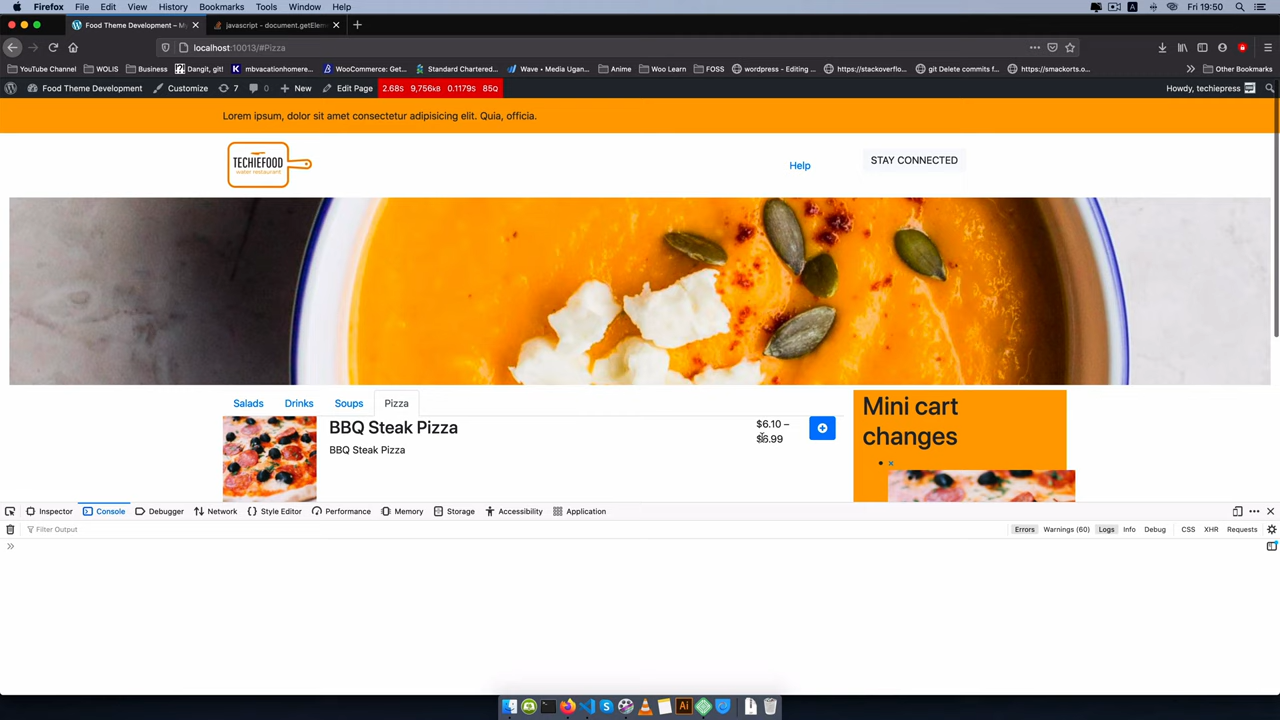 Firefox File Edit View History Bookmarks Tools Window Help A Fri 19:50
Food Theme Development – My javascript - document.getElem
localhost:10013/#Pizza
YouTube Channel WOLIS Business Dangit, git! mbvacationhomere... WooCommerce: Get... Standard Chartered... Wave • Media Ugan... Anime Woo Learn FOSS wordpress - Editing ... https://stackoverflo... git Delete commits f... https://smackorts.o... Other Bookmarks
Food Theme Development Customize 7 0 New Edit Page 2.68S 9,756KB 0.1179S 85Q Howdy, techiepress
Lorem ipsum, dolor sit amet consectetur adipisicing elit. Quia, officia.
TECHIEFOOD
water restaurant
Help
STAY CONNECTED
Salads Drinks Soups Pizza
BBQ Steak Pizza
BBQ Steak Pizza
$6.10 –
$6.99
Mini cart
changes
×
Inspector Console Debugger Network Style Editor Performance Memory Storage Accessibility Application
Filter Output Errors Warnings (60) Logs Info Debug CSS XHR Requests
Ai